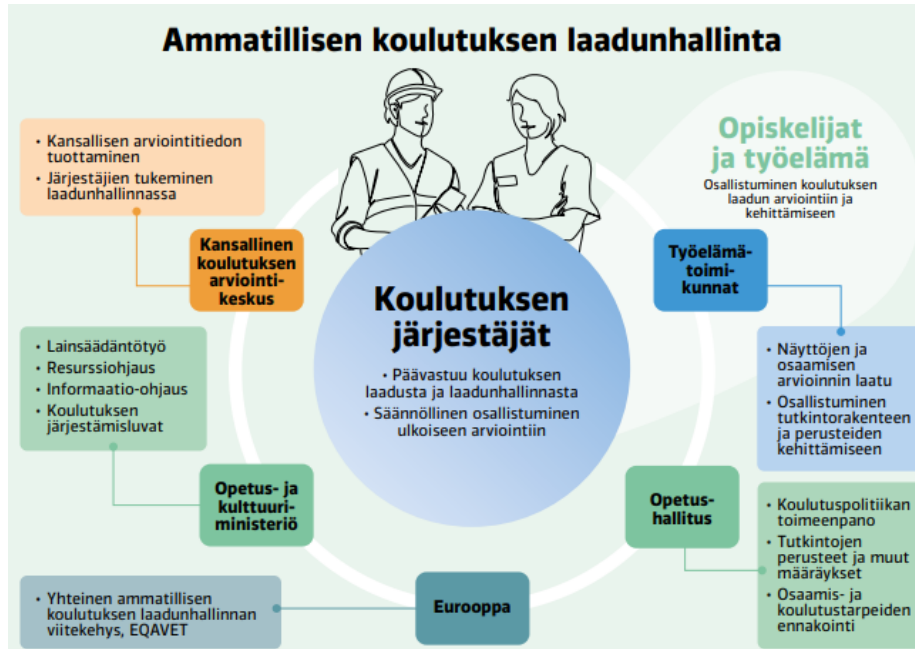 Ammatillisen koulutuksen laadunhallinta
• Kansallisen arviointitiedon
tuottaminen
• Järjestäjien tukeminen
laadunhallinnassa
Opiskelijat
ja työelämä
Osallistuminen koulutuksen
laadun arviointiin ja
kehittämiseen
Kansallinen
koulutuksen
arviointi-
keskus
Työelämä-
toimi-
kunnat
Koulutuksen
järjestäjät
• Päävastuu koulutuksen
laadusta ja laadunhallinnasta
• Säännöllinen osallistuminen
ulkoiseen arviointiin
• Lainsäädäntötyö
• Resurssiohjaus
• Informaatio-ohjaus
• Koulutuksen
järjestämisluvat
• Näyttöjen ja
osaamisen
arvioinnin laatu
• Osallistuminen
tutkintorakenteen
ja perusteiden
kehittämiseen
Opetus- ja
kulttuuri-
ministeriö
Opetus-
hallitus
• Koulutuspolitiikan
toimeenpano
• Tutkintojen
perusteet ja muut
määräykset
• Osaamis- ja
koulutustarpeiden
ennakointi
• Yhteinen ammatillisen
koulutuksen laadunhallinnan
viitekehys, EQAVET
Eurooppa